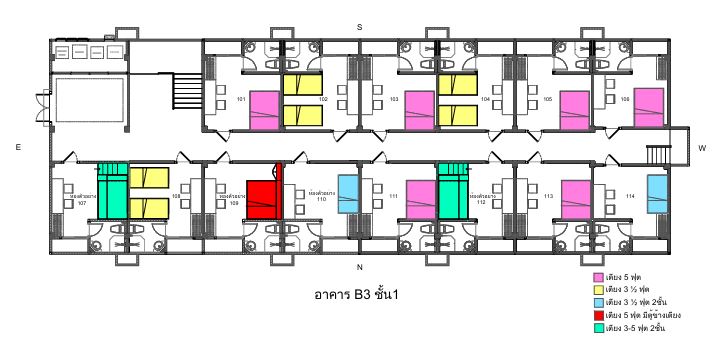 S
101
102
103
104
105
106
E
W
ห้องตัวอย่าง
107
108
ห้องตัวอย่าง
109
ห้องตัวอย่าง
110
111
ห้องตัวอย่าง
112
113
114
N
อาคาร B3 ชั้น1
เตียง 5 ฟุต
เตียง 3 ½ ฟุต
เตียง 3 ½ ฟุต 2ชั้น
เตียง 5 ฟุต มีตู้ข้างเตียง
เตียง 3-5 ฟุต 2ชั้น